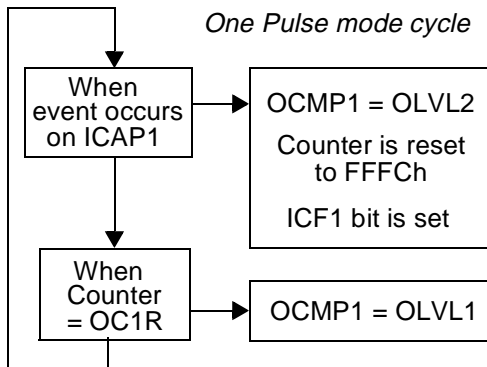 One Pulse mode cycle
When
event occurs
on ICAP1
OCMP1 = OLVL2
Counter is reset
to FFFCh
ICF1 bit is set
When
Counter
= OC1R
OCMP1 = OLVL1